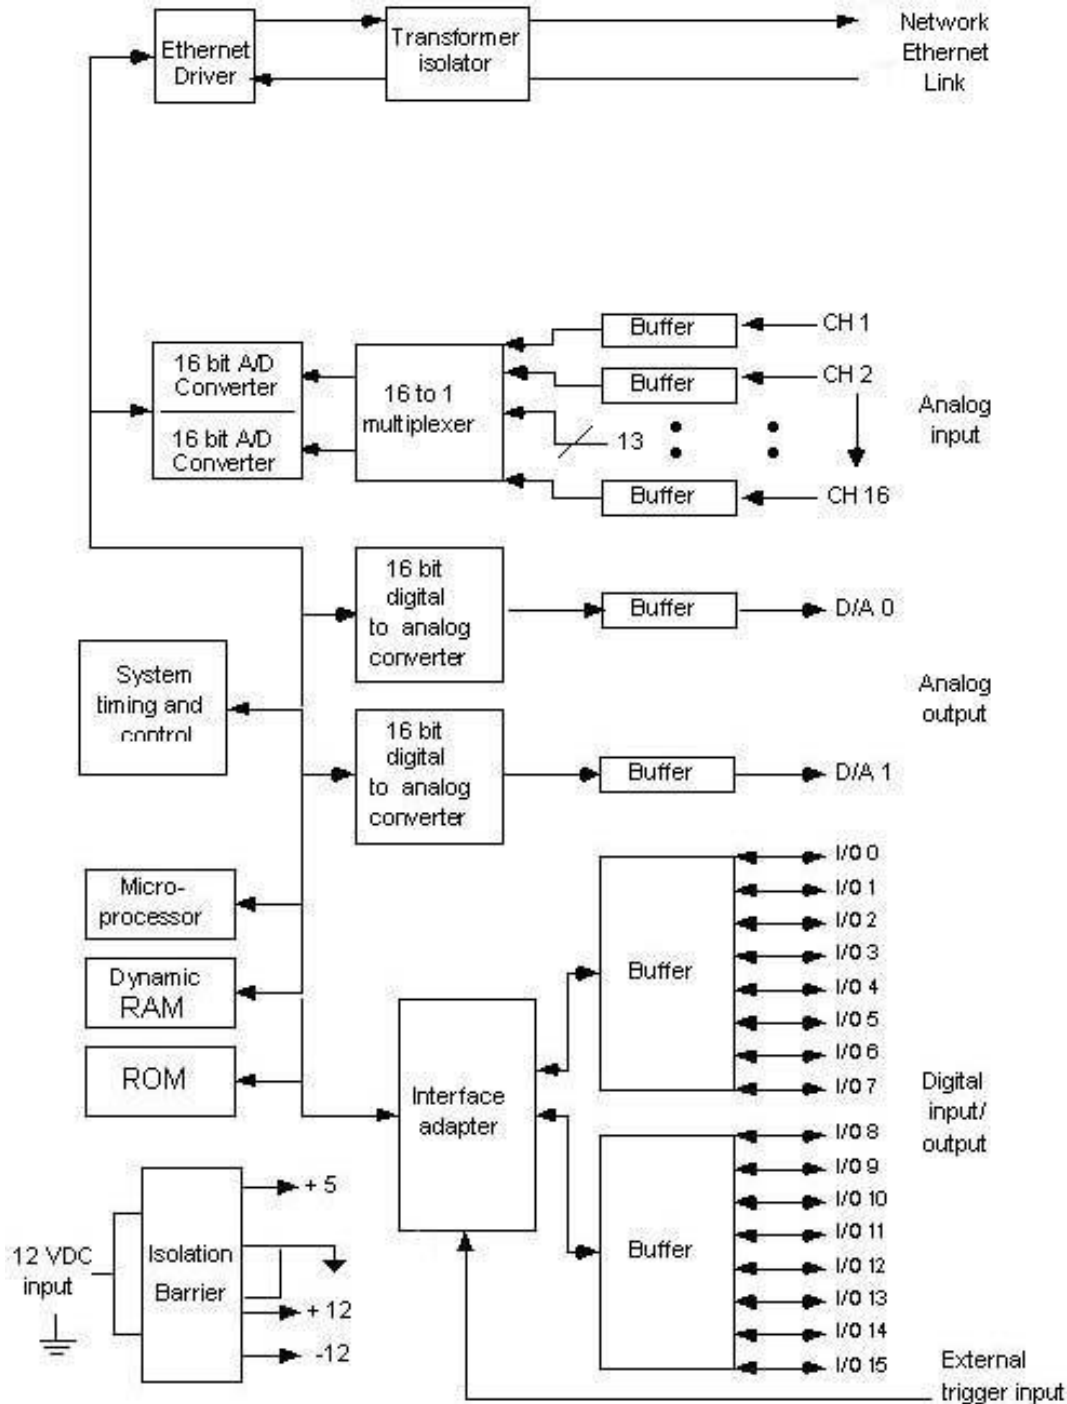 Ethernet
Driver
Transformer
isolator
Network
Ethernet
Link
16 bit A/D
Converter
16 bit A/D
Converter
16 to 1
multiplexer
Buffer
CH 1
Buffer
CH 2
13
Buffer
CH 16
Analog
input
16 bit
digital
to analog
converter
Buffer
D/A 0
System
timing and
control
Analog
output
16 bit
digital
to analog
converter
Buffer
D/A 1
Micro-
processor
Dynamic
RAM
ROM
Interface
adapter
Buffer
I/O 0
I/O 1
I/O 2
I/O 3
I/O 4
I/O 5
I/O 6
I/O 7
Digital
input/
output
Buffer
I/O 8
I/O 9
I/O 10
I/O 11
I/O 12
I/O 13
I/O 14
I/O 15
12 VDC
input
Isolation
Barrier
+ 5
+ 12
-12
External
trigger input